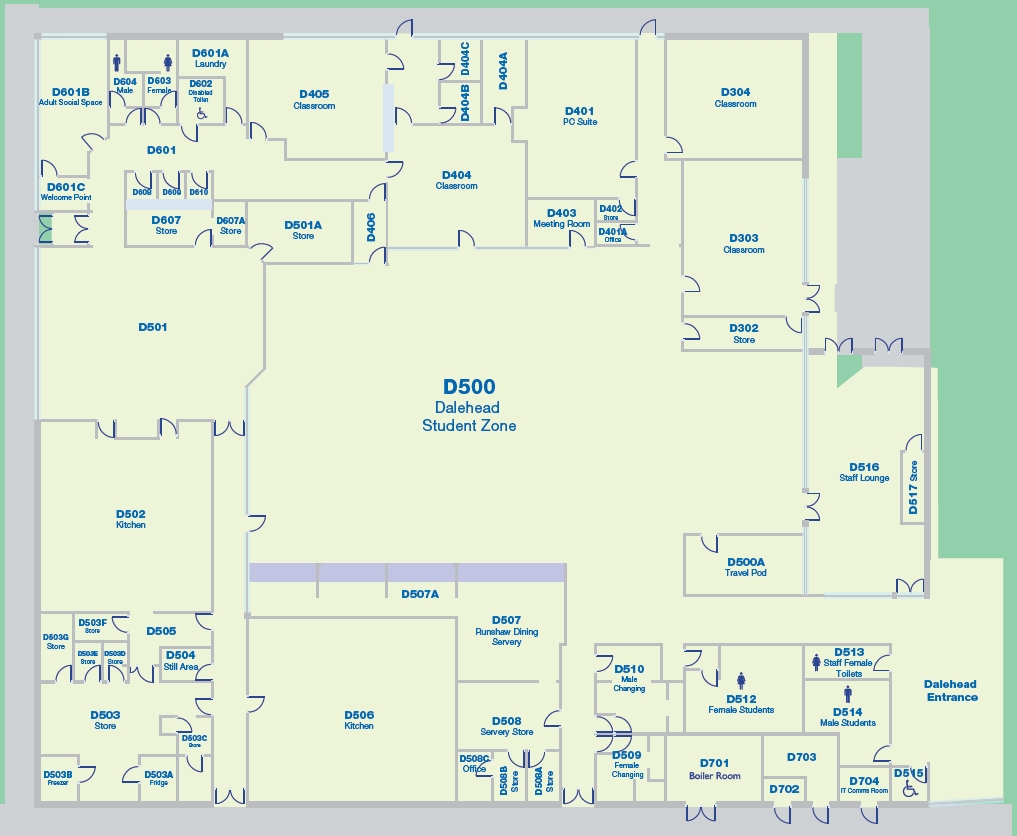 D601A
Laundry
D404C
D404A
D604
Male
D603
Female
D602
Disabled
Toilet
D601B
Adult Social Space
D405
Classroom
D404B
D401
PC Suite
D304
Classroom
D601
D404
Classroom
D601C
Welcome Point
D608
D609
D610
D607
Store
D607A
Store
D501A
Store
D406
D403
Meeting Room
D402
Store
D401A
Office
D303
Classroom
D302
Store
D501
D500
Dalehead
Student Zone
D516
Staff Lounge
D517 Store
D502
Kitchen
D500A
Travel Pod
D507A
D507
Runshaw Dining
Servery
D503G
Store
D503F
Store
D503E
Store
D503D
Store
D505
D504
Still Area
D510
Male
Changing
D512
Female Students
D513
Staff Female
Toilets
D514
Male Students
Dalehead
Entrance
D503
Store
D503C
Store
D506
Kitchen
D508
Servery Store
D508C
Office
D508B
Store
D508A
Store
D509
Female
Changing
D701
Boiler Room
D703
D702
D704
IT Comms Room
D515
D503B
Freezer
D503A
Fridge